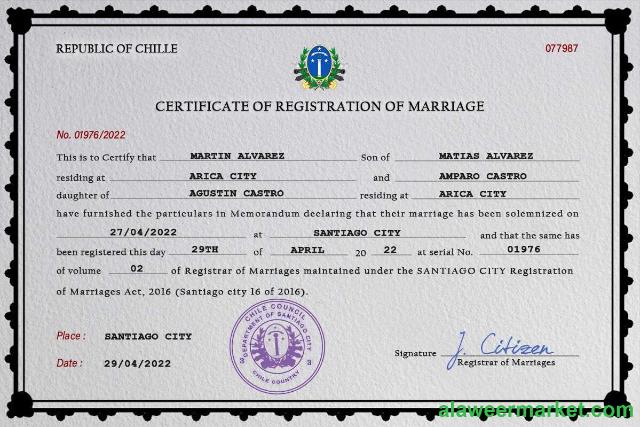 REPUBLIC OF CHILLE
077987
CERTIFICATE OF REGISTRATION OF MARRIAGE
No. 01976/2022
This is to Certify that MARTIN ALVAREZ Son of MATIAS ALVAREZ
residing at ARICA CITY and AMPARO CASTRO
daughter of AGUSTIN CASTRO residing at ARICA CITY
have furnished the particulars in Memorandum declaring that their marriage has been solemnized on
27/04/2022 at SANTIAGO CITY and that the same has
been registered this day 29TH of APRIL 20 22 at serial No. 01976
of volume 02 of Registrar of Marriages maintained under the SANTIAGO CITY Registration
of Marriages Act, 2016 (Santiago city 16 of 2016).
CHILE COUNCIL
DEPARTMENT OF SANTIAGO CITY
CHILE COUNTRY
Place : SANTIAGO CITY
Date : 29/04/2022
Signature J. Citizen
Registrar of Marriages
alaweermarket.com